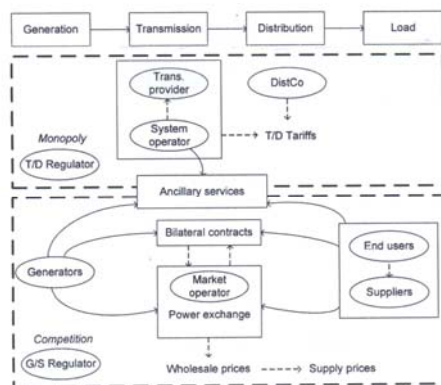 Generation
Transmission
Distribution
Load
Trans.
provider
DistCo
Monopoly
System
operator
T/D Tariffs
T/D Regulator
Ancillary services
Bilateral contracts
End users
Generators
Market
operator
Suppliers
Power exchange
Competition
G/S Regulator
Wholesale prices
Supply prices